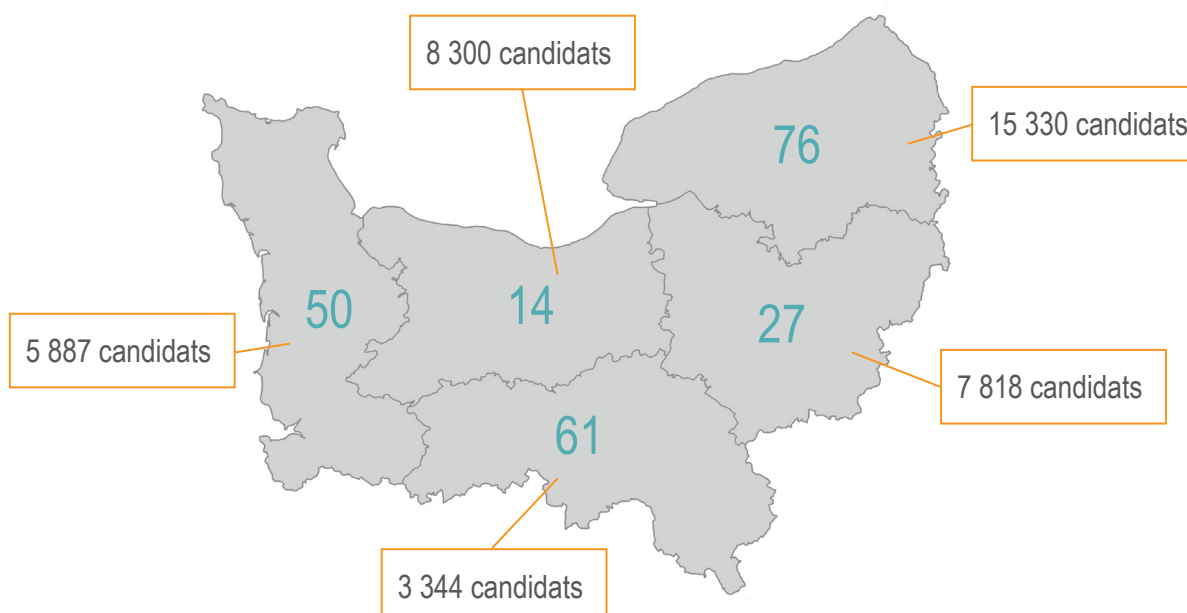 8 300 candidats
15 330 candidats
76
50
14
27
5 887 candidats
7 818 candidats
61
3 344 candidats